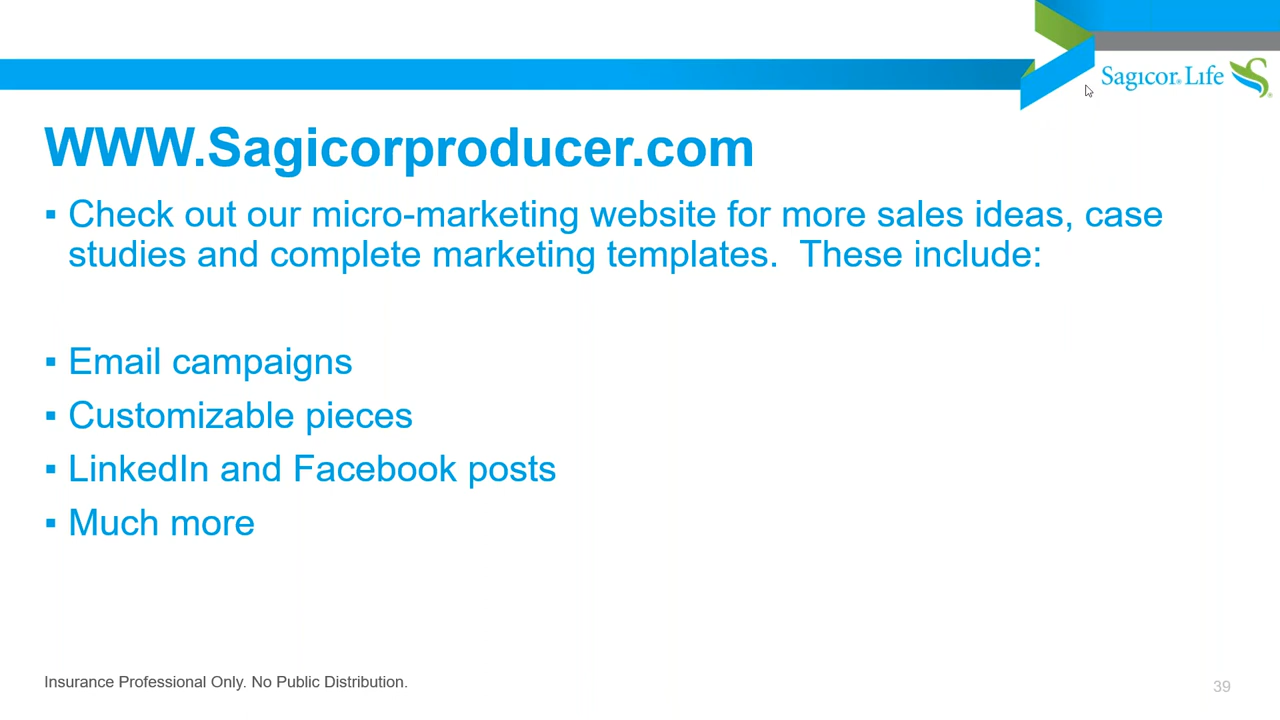 Sagicor Life
WWW.Sagicorproducer.com
▪ Check out our micro-marketing website for more sales ideas, case
studies and complete marketing templates.  These include:
▪ Email campaigns
▪ Customizable pieces
▪ LinkedIn and Facebook posts
▪ Much more
Insurance Professional Only. No Public Distribution.
39